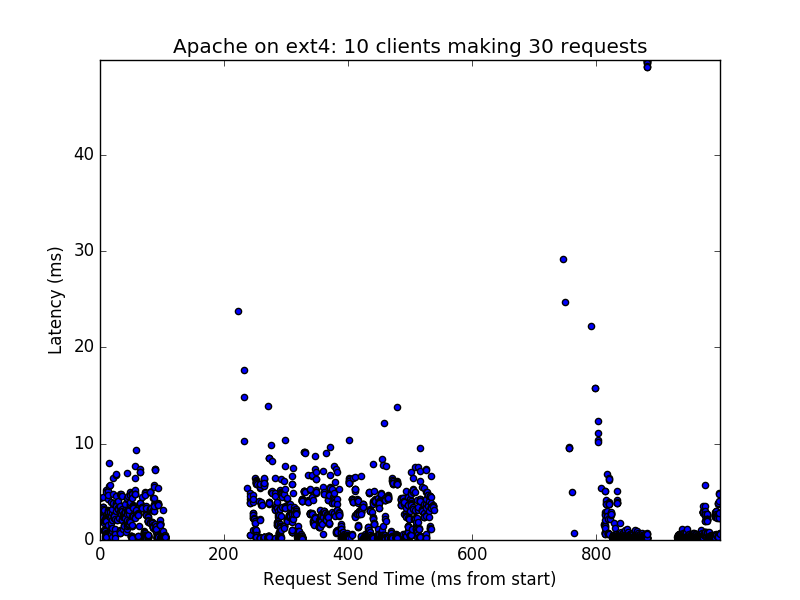 Apache on ext4: 10 clients making 30 requests
40
30
20
10
0
Latency (ms)
0 200 400 600 800
Request Send Time (ms from start)